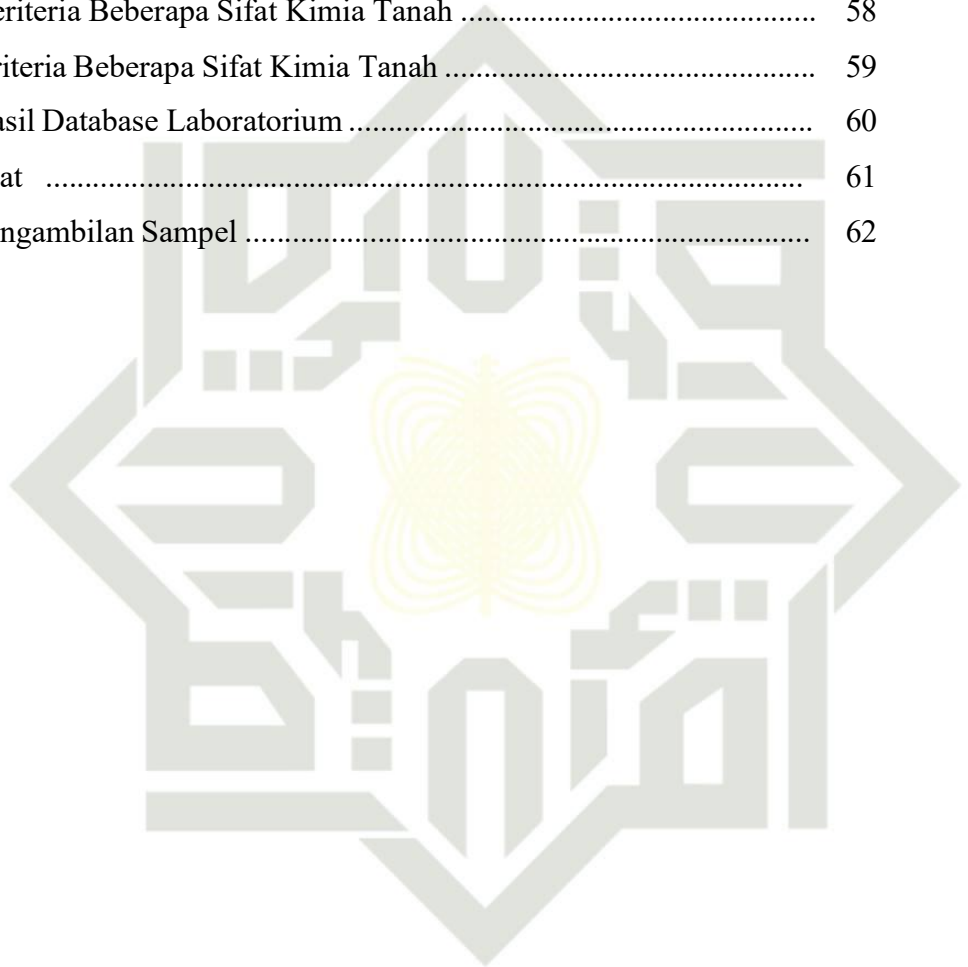 eriteria Beberapa Sifat Kimia Tanah ............................................. 58
riteria Beberapa Sifat Kimia Tanah ............................................... 59
asil Database Laboratorium ........................................................... 60
at ................................................................................................ 61
ngambilan Sampel ........................................................................ 62